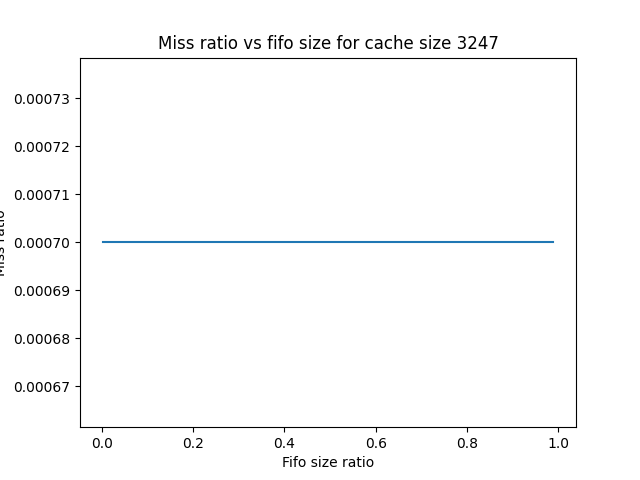 Miss ratio vs fifo size for cache size 3247
0.00073
0.00072
0.00071
0.00070
0.00069
0.00068
0.00067
Miss ratio
0.0 0.2 0.4 0.6 0.8 1.0
Fifo size ratio